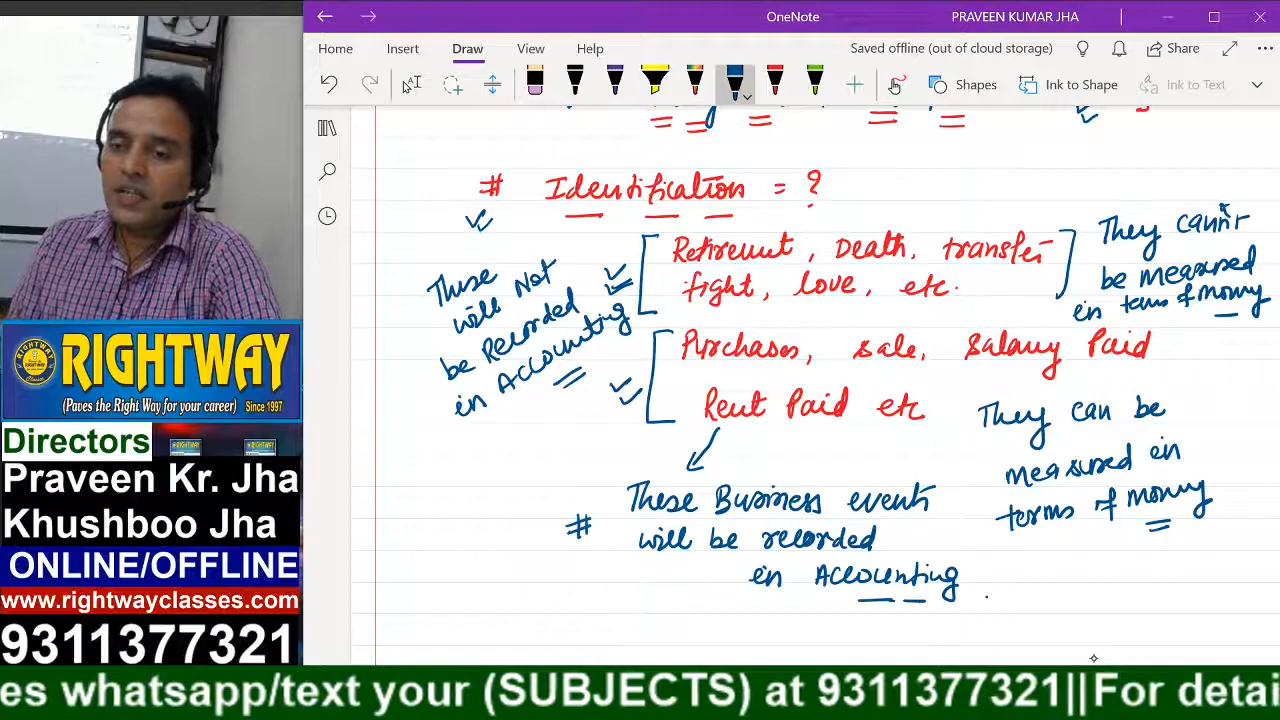 OneNote
PRAVEEN KUMAR JHA
Home
Insert
Draw
View
Help
Saved offline (out of cloud storage)
Share
Shapes
Ink to Shape
Ink to Text
# Identification = ?
Retirement, Death, transfer
fight, love, etc.
They cannot
be measured
in terms of money
These
will Not
be Recorded
in Accounting
Purchases, sale, Salary Paid
Rent Paid etc
They can be
measured in
terms of money
# These Business events
will be recorded
in Accounting
RIGHTWAY
(Paves the Right Way for your career) Since 1997
Directors
Praveen Kr. Jha
Khushboo Jha
ONLINE/OFFLINE
www.rightwayclasses.com
9311377321
es whatsapp/text your (SUBJECTS) at 9311377321||For detai